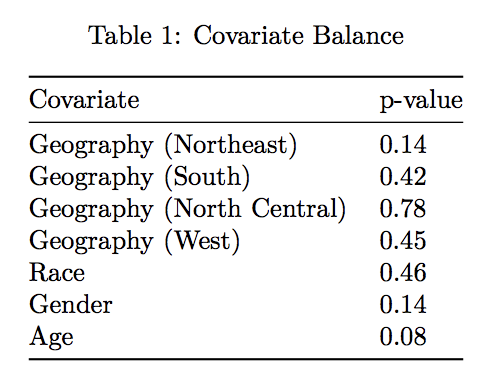 Table 1: Covariate Balance
Covariate p-value
Geography (Northeast) 0.14
Geography (South) 0.42
Geography (North Central) 0.78
Geography (West) 0.45
Race 0.46
Gender 0.14
Age 0.08